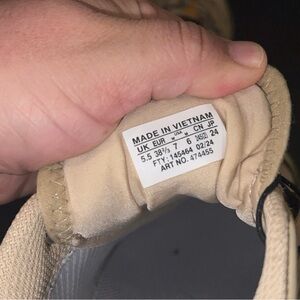 MADE IN VIETNAM
UK EUR W USA M CN JP
5.5 38⅔ 7 6 24
FTY: 145464 02/24
ART NO. 474455